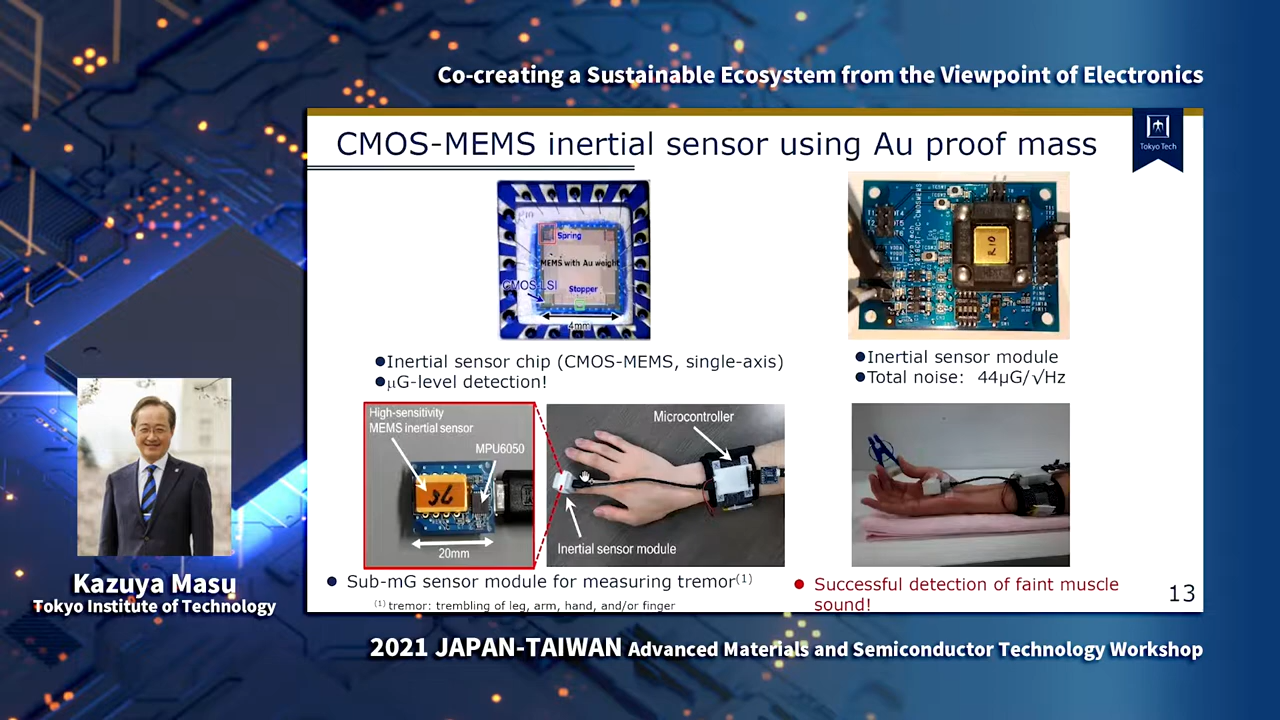 Co-creating a Sustainable Ecosystem from the Viewpoint of Electronics
CMOS-MEMS inertial sensor using Au proof mass
Tokyo Tech
Spring
MEMS with Au weight
CMOS-LSI
Stopper
4mm
●Inertial sensor chip (CMOS-MEMS, single-axis)
●μG-level detection!
●Inertial sensor module
●Total noise: 44µG/√Hz
High-sensitivity
MEMS inertial sensor
MPU6050
20mm
Microcontroller
Inertial sensor module
● Sub-mG sensor module for measuring tremor(1)
(1) tremor: trembling of leg, arm, hand, and/or finger
● Successful detection of faint muscle
sound!
13
Kazuya Masu
Tokyo Institute of Technology
2021 JAPAN-TAIWAN Advanced Materials and Semiconductor Technology Workshop